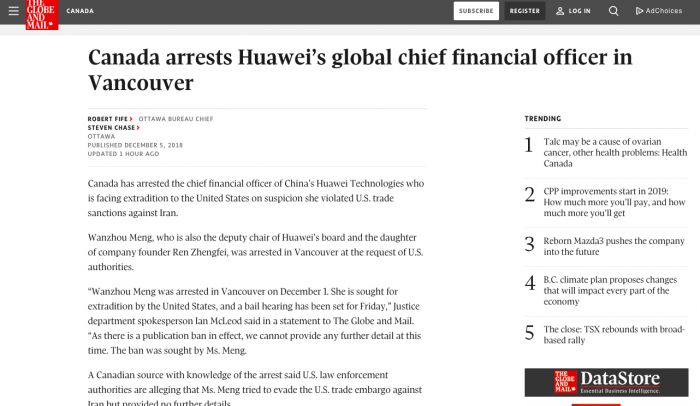 THE GLOBE AND MAIL
CANADA
SUBSCRIBE
REGISTER
LOG IN
AdChoices
Canada arrests Huawei’s global chief financial officer in
Vancouver
ROBERT FIFE › OTTAWA BUREAU CHIEF
STEVEN CHASE ›
OTTAWA
PUBLISHED DECEMBER 5, 2018
UPDATED 1 HOUR AGO
Canada has arrested the chief financial officer of China’s Huawei Technologies who
is facing extradition to the United States on suspicion she violated U.S. trade
sanctions against Iran.
Wanzhou Meng, who is also the deputy chair of Huawei’s board and the daughter
of company founder Ren Zhengfei, was arrested in Vancouver at the request of U.S.
authorities.
“Wanzhou Meng was arrested in Vancouver on December 1. She is sought for
extradition by the United States, and a bail hearing has been set for Friday,” Justice
department spokesperson Ian McLeod said in a statement to The Globe and Mail.
“As there is a publication ban in effect, we cannot provide any further detail at this
time. The ban was sought by Ms. Meng.
A Canadian source with knowledge of the arrest said U.S. law enforcement
authorities are alleging that Ms. Meng tried to evade the U.S. trade embargo against
Iran but provided no further details.
TRENDING
1 Talc may be a cause of ovarian
cancer, other health problems: Health
Canada
2 CPP improvements start in 2019:
How much more you’ll pay, and how
much more you’ll get
3 Reborn Mazda3 pushes the company
into the future
4 B.C. climate plan proposes changes
that will impact every part of the
economy
5 The close: TSX rebounds with broad-
based rally
THE GLOBE AND MAIL
DataStore
Essential Business Intelligence.